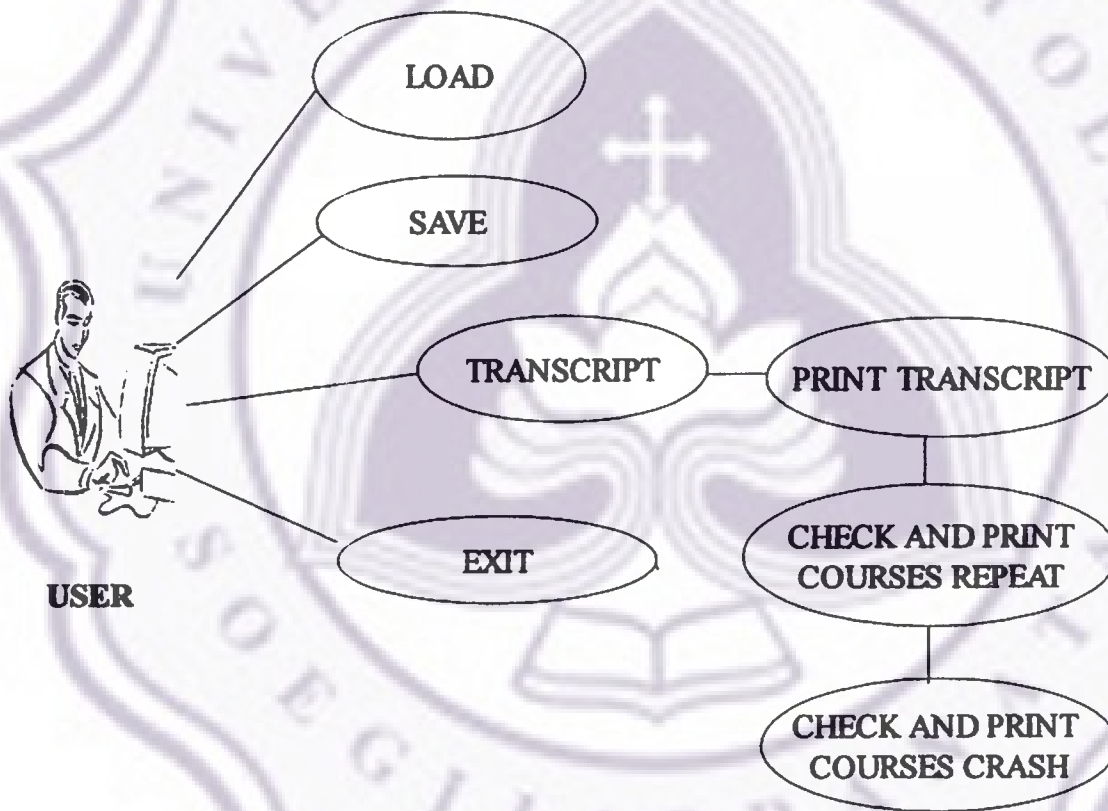 LOAD
SAVE
TRANSCRIPT
PRINT TRANSCRIPT
EXIT
CHECK AND PRINT
COURSES REPEAT
USER
CHECK AND PRINT
COURSES CRASH